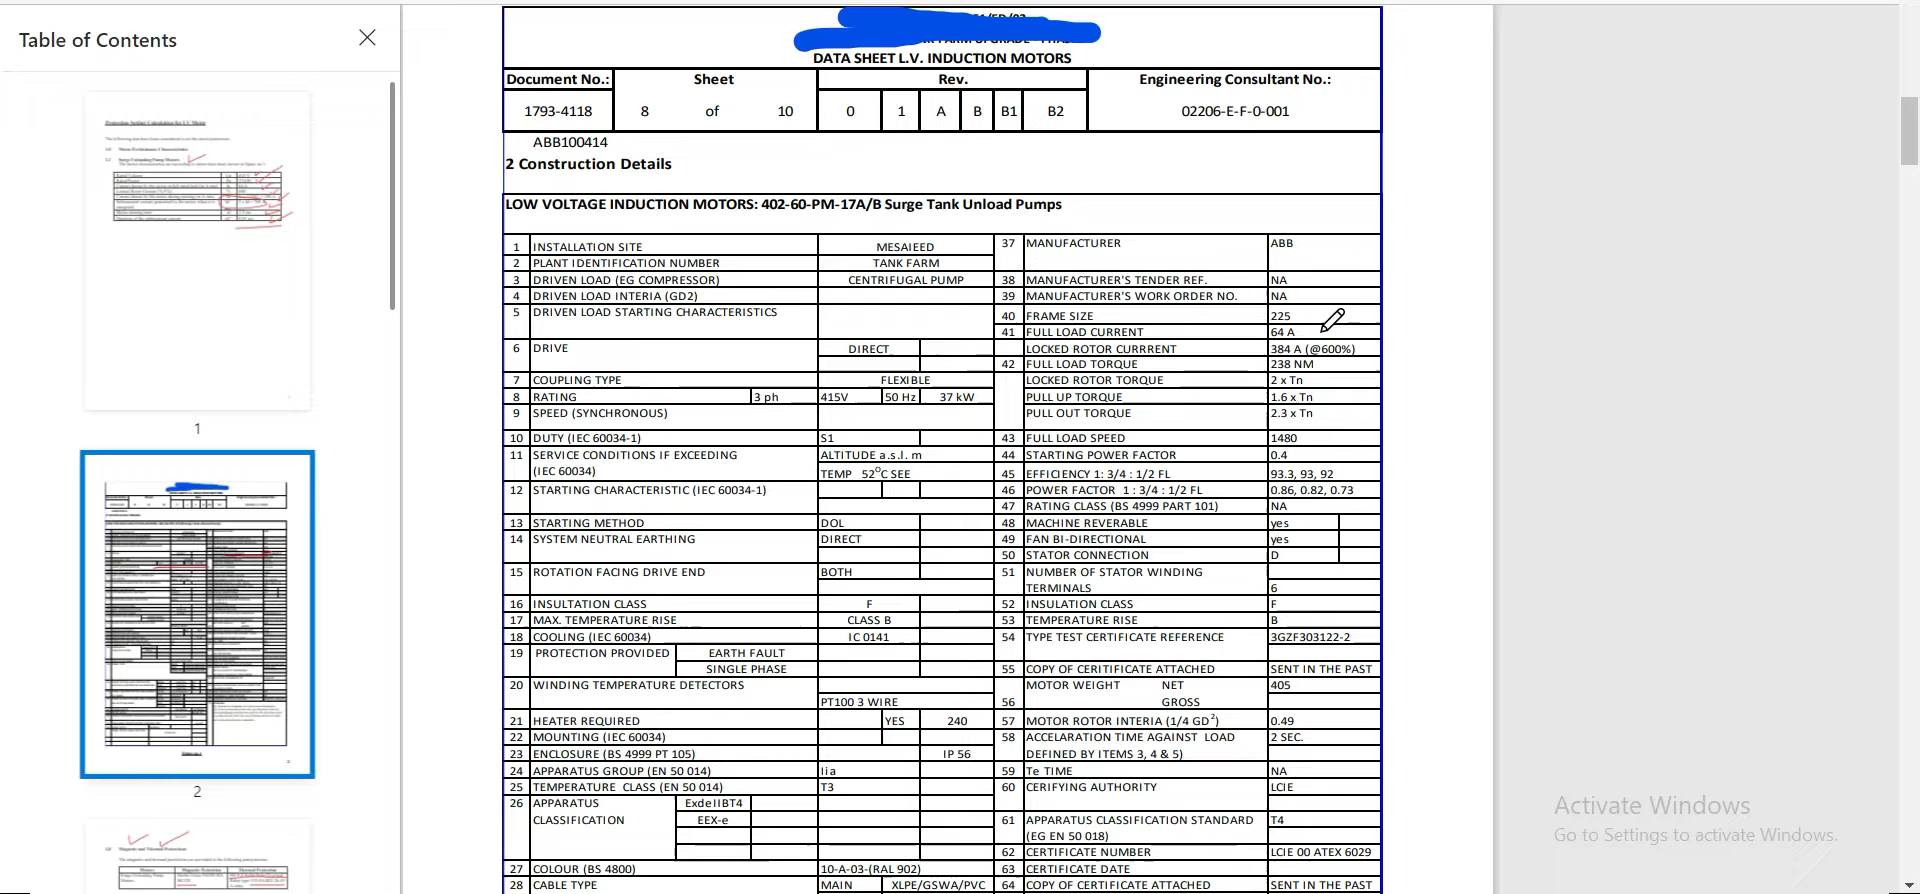 Table of Contents
1
2
DATA SHEET L.V. INDUCTION MOTORS
Document No.: Sheet Rev. Engineering Consultant No.:
1793-4118 8 of 10 0 1 A B B1 B2 02206-E-F-0-001
ABB100414
2 Construction Details
LOW VOLTAGE INDUCTION MOTORS: 402-60-PM-17A/B Surge Tank Unload Pumps
1 INSTALLATION SITE MESAIEED 37 MANUFACTURER ABB
2 PLANT IDENTIFICATION NUMBER TANK FARM
3 DRIVEN LOAD (EG COMPRESSOR) CENTRIFUGAL PUMP 38 MANUFACTURER'S TENDER REF. NA
4 DRIVEN LOAD INTERIA (GD2) 39 MANUFACTURER'S WORK ORDER NO. NA
5 DRIVEN LOAD STARTING CHARACTERISTICS 40 FRAME SIZE 225
41 FULL LOAD CURRENT 64 A
6 DRIVE DIRECT LOCKED ROTOR CURRRENT 384 A (@600%)
42 FULL LOAD TORQUE 238 NM
7 COUPLING TYPE FLEXIBLE LOCKED ROTOR TORQUE 2 x Tn
8 RATING 3 ph 415V 50 Hz 37 kW PULL UP TORQUE 1.6 x Tn
9 SPEED (SYNCHRONOUS) PULL OUT TORQUE 2.3 x Tn
10 DUTY (IEC 60034-1) S1 43 FULL LOAD SPEED 1480
11 SERVICE CONDITIONS IF EXCEEDING ALTITUDE a.s.l. m 44 STARTING POWER FACTOR 0.4
(IEC 60034) TEMP 52°C SEE 45 EFFICIENCY 1: 3/4 : 1/2 FL 93.3, 93, 92
12 STARTING CHARACTERISTIC (IEC 60034-1) 46 POWER FACTOR 1 : 3/4 : 1/2 FL 0.86, 0.82, 0.73
47 RATING CLASS (BS 4999 PART 101) NA
13 STARTING METHOD DOL 48 MACHINE REVERABLE yes
14 SYSTEM NEUTRAL EARTHING DIRECT 49 FAN BI-DIRECTIONAL yes
50 STATOR CONNECTION D
15 ROTATION FACING DRIVE END BOTH 51 NUMBER OF STATOR WINDING
TERMINALS 6
16 INSULTATION CLASS F 52 INSULATION CLASS F
17 MAX. TEMPERATURE RISE CLASS B 53 TEMPERATURE RISE B
18 COOLING (IEC 60034) IC 0141 54 TYPE TEST CERTIFICATE REFERENCE 3GZF303122-2
19 PROTECTION PROVIDED EARTH FAULT
SINGLE PHASE 55 COPY OF CERITIFICATE ATTACHED SENT IN THE PAST
20 WINDING TEMPERATURE DETECTORS MOTOR WEIGHT NET 405
PT100 3 WIRE 56 GROSS
21 HEATER REQUIRED YES 240 57 MOTOR ROTOR INTERIA (1/4 GD²) 0.49
22 MOUNTING (IEC 60034) 58 ACCELARATION TIME AGAINST LOAD 2 SEC.
23 ENCLOSURE (BS 4999 PT 105) IP 56 DEFINED BY ITEMS 3, 4 & 5)
24 APPARATUS GROUP (EN 50 014) Iia 59 Te TIME NA
25 TEMPERATURE CLASS (EN 50 014) T3 60 CERIFYING AUTHORITY LCIE
26 APPARATUS ExdeIIBT4
CLASSIFICATION EEX-e 61 APPARATUS CLASSIFICATION STANDARD T4
(EG EN 50 018)
62 CERTIFICATE NUMBER LCIE 00 ATEX 6029
27 COLOUR (BS 4800) 10-A-03-(RAL 902) 63 CERTIFICATE DATE
28 CABLE TYPE MAIN XLPE/GSWA/PVC 64 COPY OF CERTIFICATE ATTACHED SENT IN THE PAST
Activate Windows
Go to Settings to activate Windows.